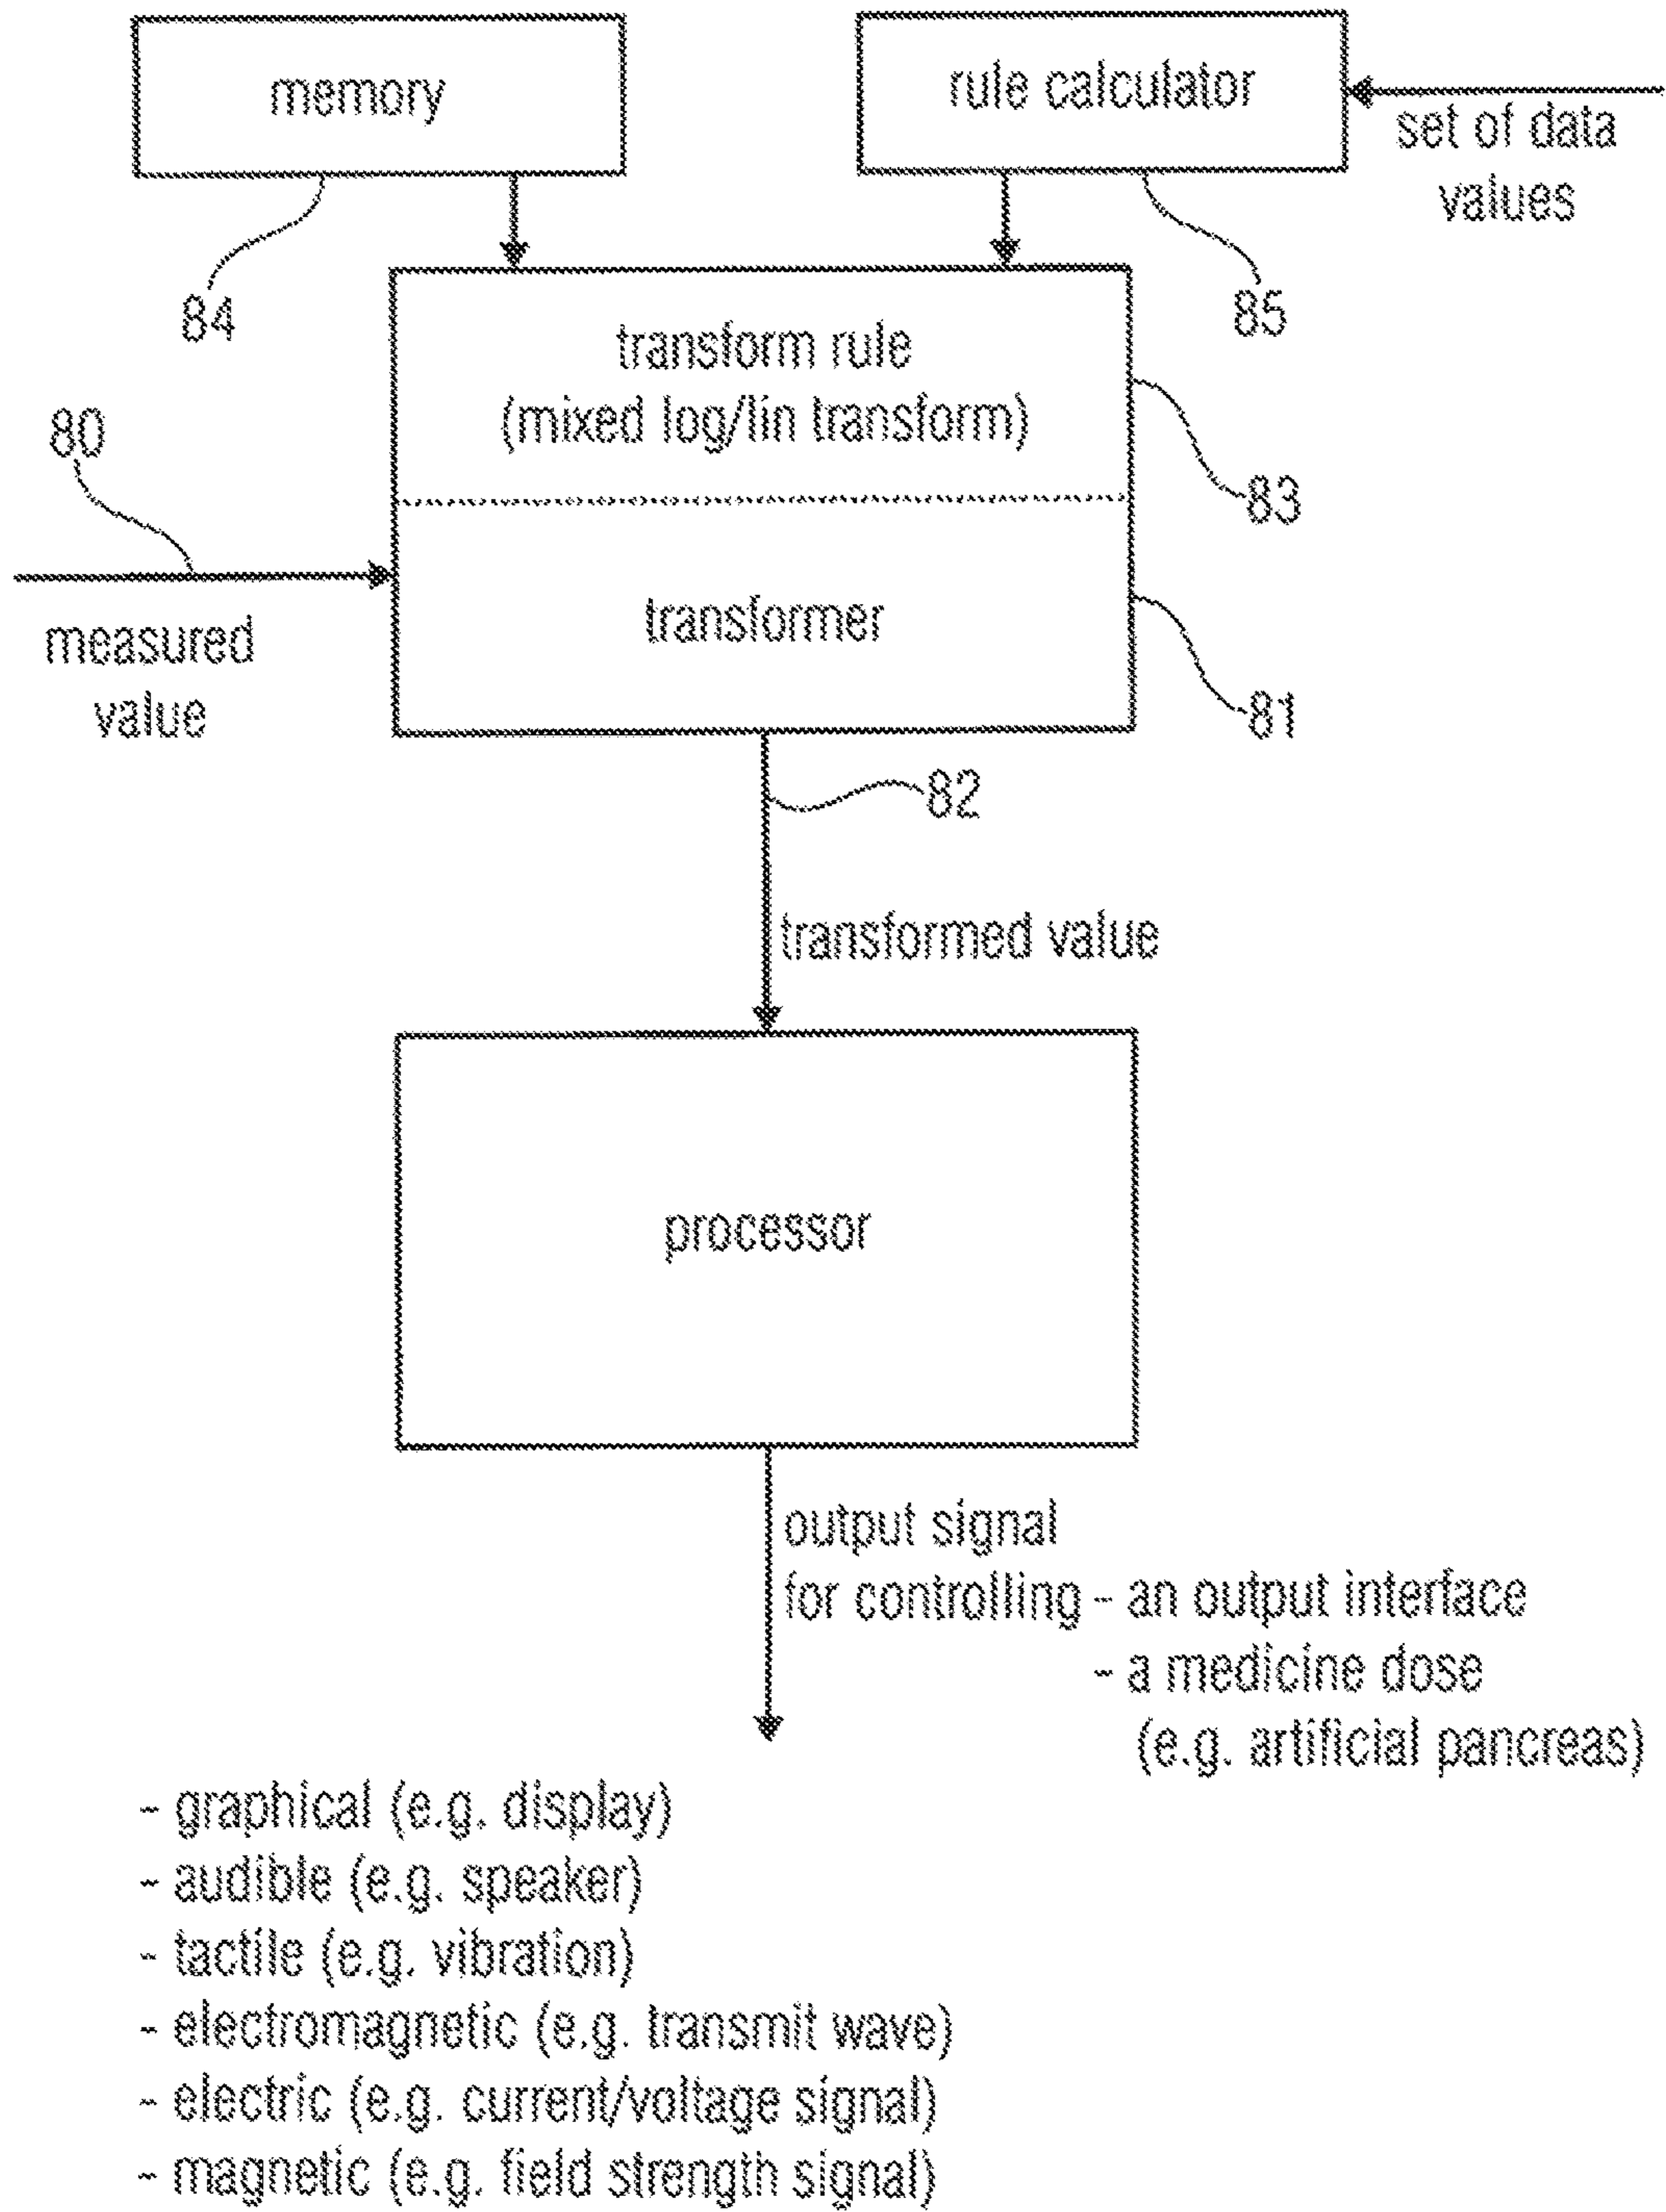 memory
rule calculator
set of data
values
84
85
transform rule
(mixed log/lin transform)
80
83
measured
value
transformer
81
82
transformed value
processor
output signal
for controlling - an output interface
- a medicine dose
(e.g. artificial pancreas)
- graphical (e.g. display)
- audible (e.g. speaker)
- tactile (e.g. vibration)
- electromagnetic (e.g. transmit wave)
- electric (e.g. current/voltage signal)
- magnetic (e.g. field strength signal)